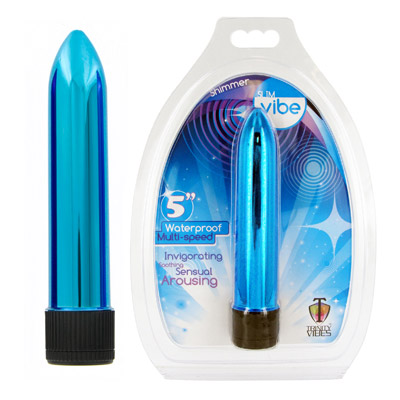 Shimmer
SLIM
vibe
5"
Waterproof
Multi-speed
Invigorating
Soothing
Sensual
Arousing
T
TRINITY
VIBES